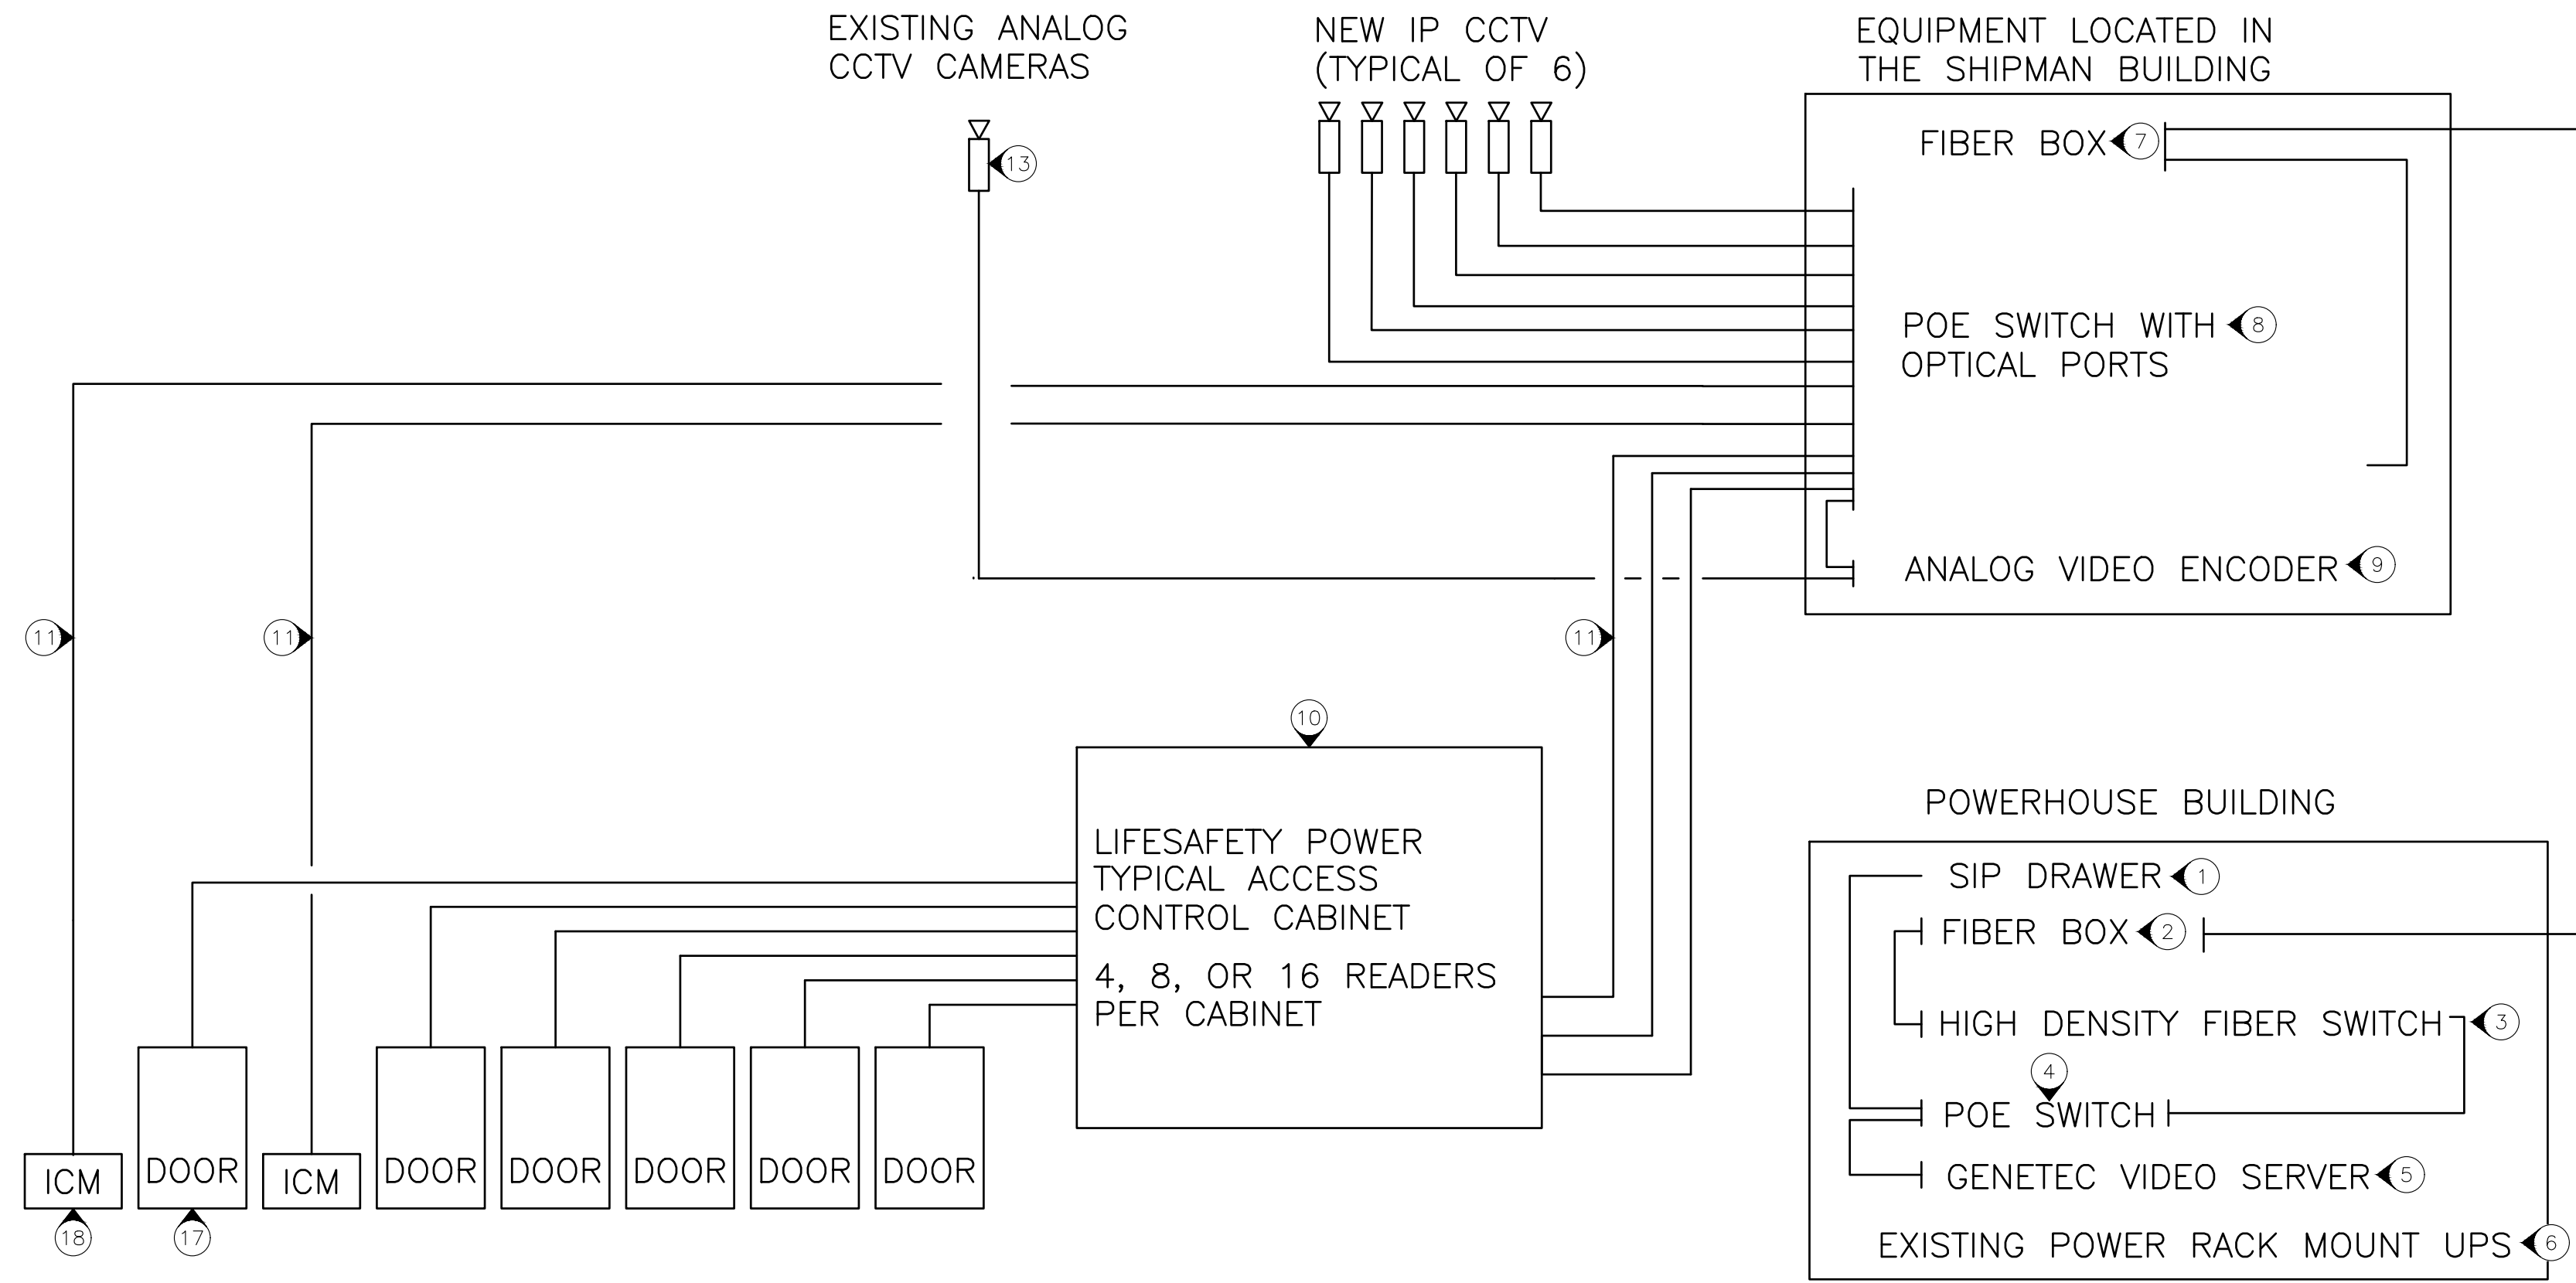 EXISTING ANALOG
CCTV CAMERAS
NEW IP CCTV
(TYPICAL OF 6)
EQUIPMENT LOCATED IN
THE SHIPMAN BUILDING
13
FIBER BOX 7
POE SWITCH WITH 8
OPTICAL PORTS
ANALOG VIDEO ENCODER 9
11
11
11
10
LIFESAFETY POWER
TYPICAL ACCESS
CONTROL CABINET
4, 8, OR 16 READERS
PER CABINET
ICM
DOOR
ICM
DOOR
DOOR
DOOR
DOOR
DOOR
18
17
POWERHOUSE BUILDING
SIP DRAWER 1
FIBER BOX 2
HIGH DENSITY FIBER SWITCH 3
4
POE SWITCH
GENETEC VIDEO SERVER 5
EXISTING POWER RACK MOUNT UPS 6